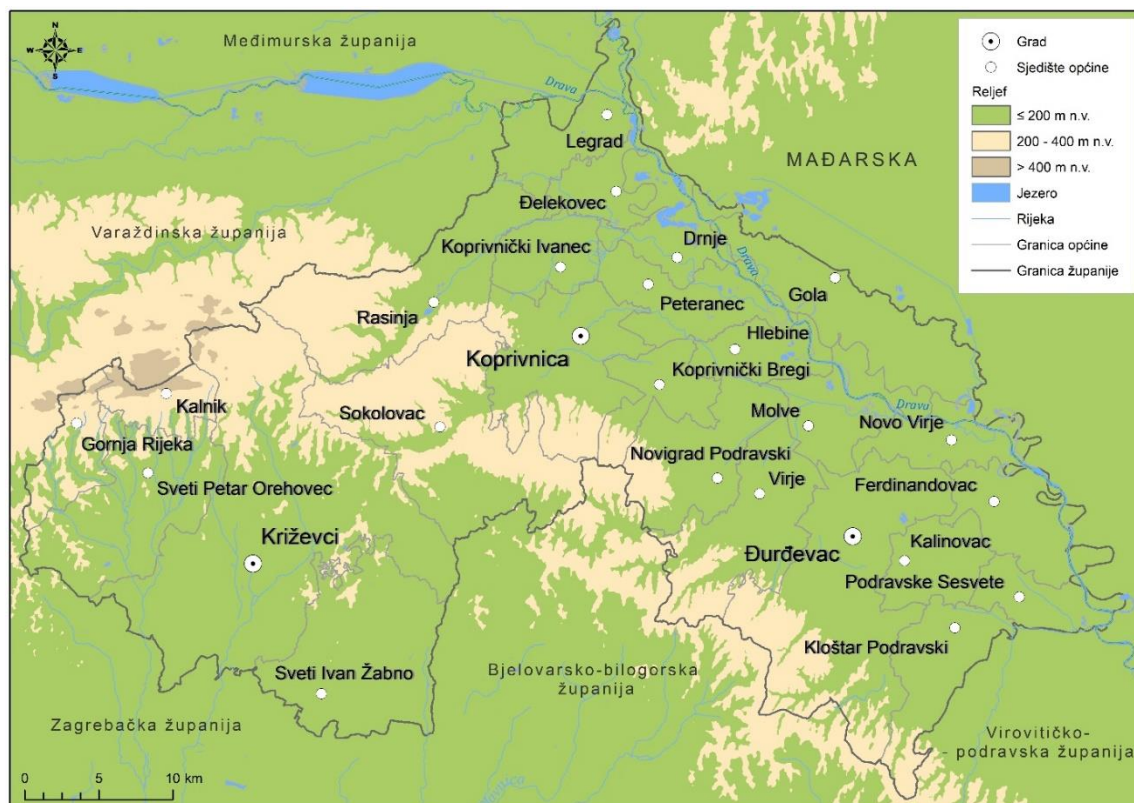 N
W E
S
Međimurska županija
Varaždinska županija
MAĐARSKA
Drava
Legrad
Đelekovec
Koprivnički Ivanec
Drnje
Drava
Rasinja
Peteranec
Gola
Koprivnica
Hlebine
Koprivnički Bregi
Kalnik
Sokolovac
Molve
Drava
Novo Virje
Gornja Rijeka
Novigrad Podravski
Sveti Petar Orehovec
Virje
Ferdinandovac
Križevci
Đurđevac
Kalinovac
Podravske Sesvete
Kloštar Podravski
Sveti Ivan Žabno
Bjelovarsko-bilogorska
županija
Zagrebačka županija
Virovitičko-
- podravska županija
0 5 10 km
Grad
Sjedište općine
Reljef
≤ 200 m n.v.
200 - 400 m n.v.
> 400 m n.v.
Jezero
Rijeka
Granica općine
Granica županije